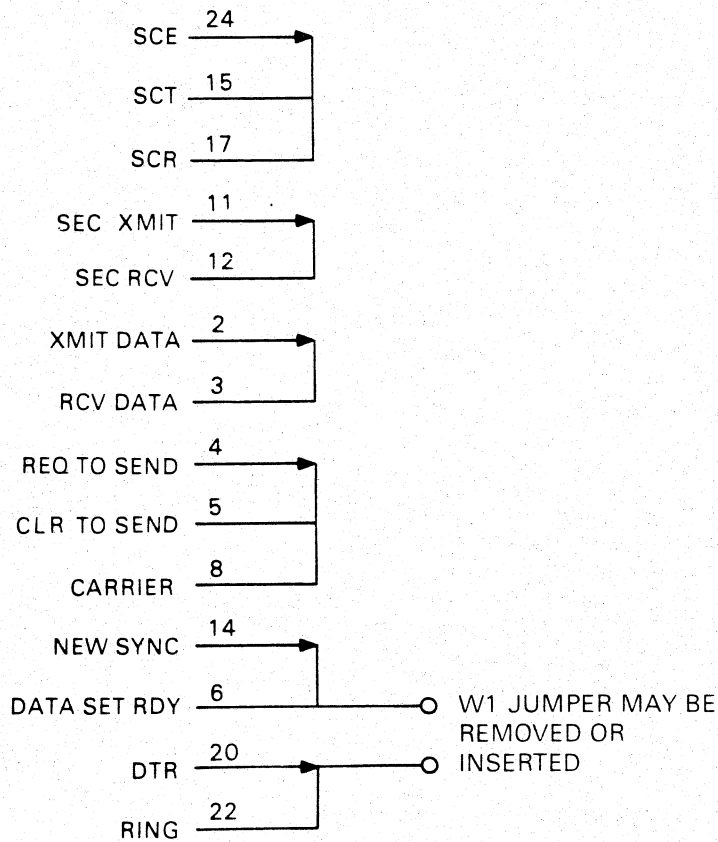 SCE 24
SCT 15
SCR 17
SEC XMIT 11
SEC RCV 12
XMIT DATA 2
RCV DATA 3
REQ TO SEND 4
CLR TO SEND 5
CARRIER 8
NEW SYNC 14
DATA SET RDY 6
W1 JUMPER MAY BE
REMOVED OR
INSERTED
DTR 20
RING 22